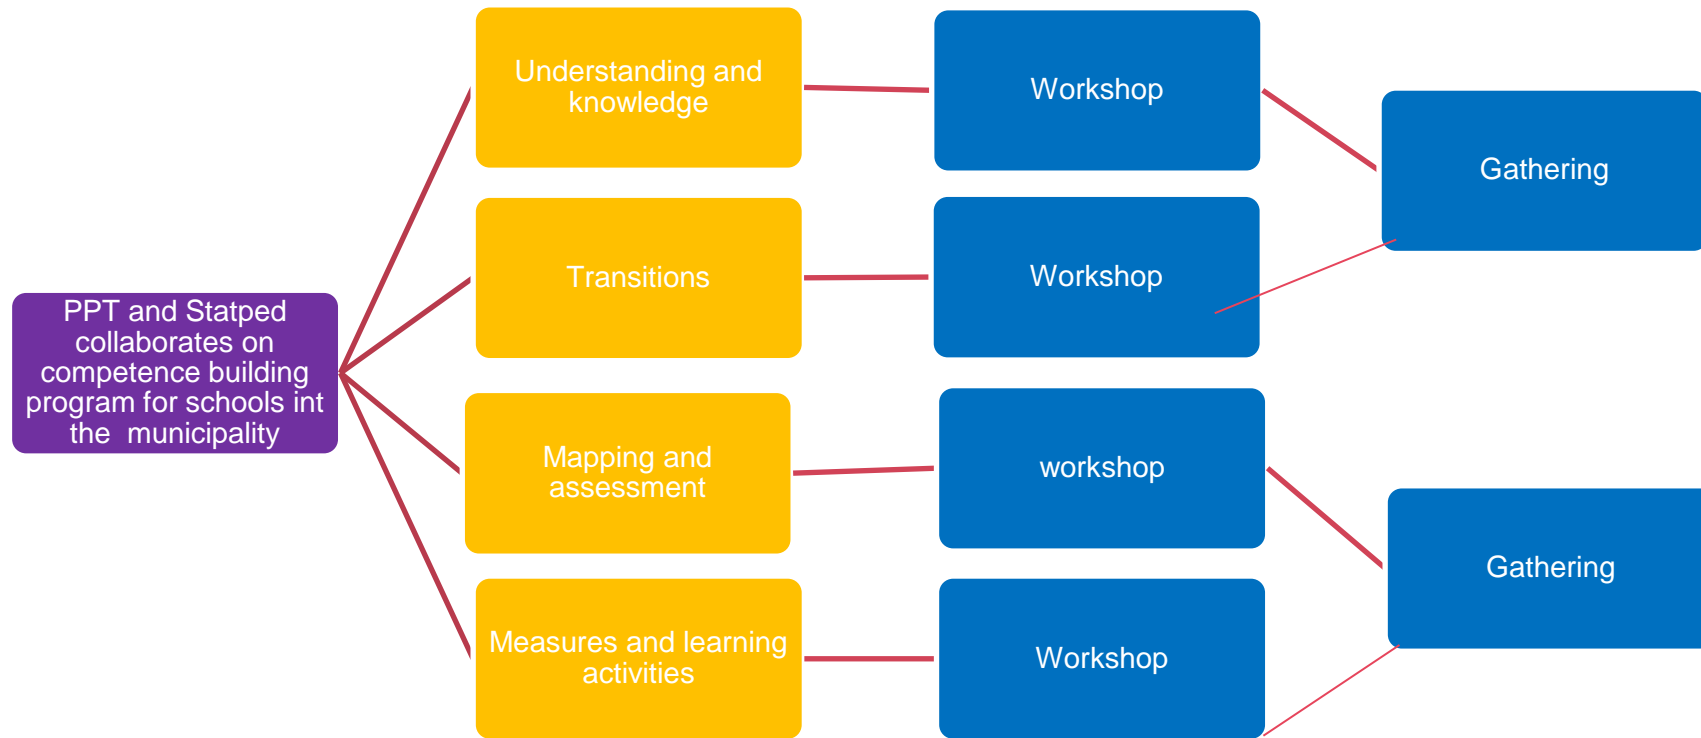 PPT and Statped
collaborates on
competence building
program for schools int
the municipality
Understanding and
knowledge
Workshop
Gathering
Transitions
Workshop
Mapping and
assessment
workshop
Gathering
Measures and learning
activities
Workshop